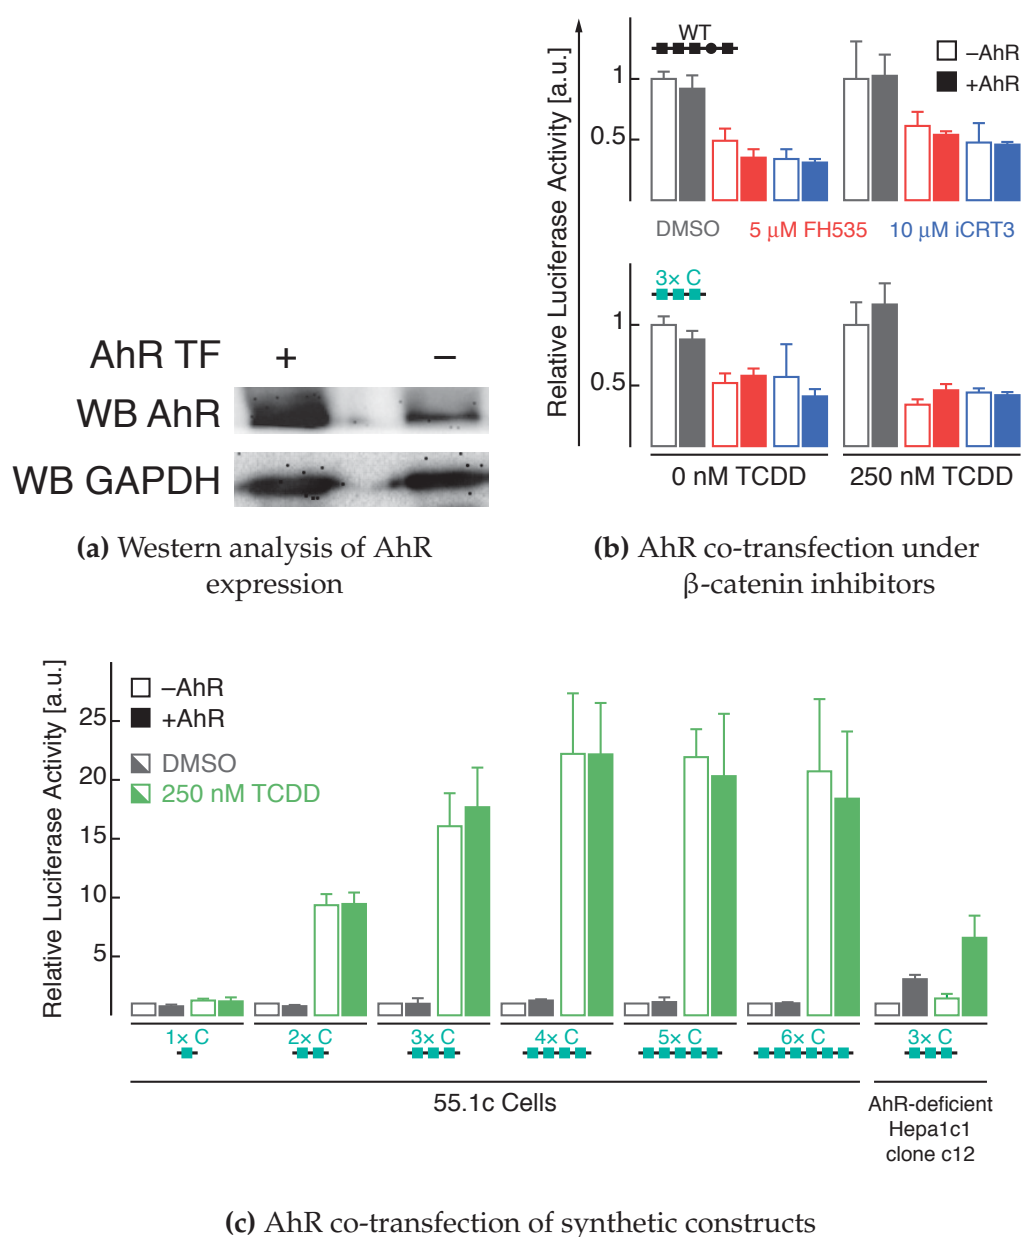 AhR TF + –
WB AhR
WB GAPDH
(a) Western analysis of AhR
expression
Relative Luciferase Activity [a.u.]
WT
–AhR
+AhR
1
0.5
DMSO 5 μM FH535 10 μM iCRT3
3× C
1
0.5
0 nM TCDD 250 nM TCDD
(b) AhR co-transfection under
β-catenin inhibitors
Relative Luciferase Activity [a.u.]
–AhR
+AhR
DMSO
250 nM TCDD
25
20
15
10
5
1× C 2× C 3× C 4× C 5× C 6× C 3× C
55.1c Cells
AhR-deficient
Hepa1c1
clone c12
(c) AhR co-transfection of synthetic constructs